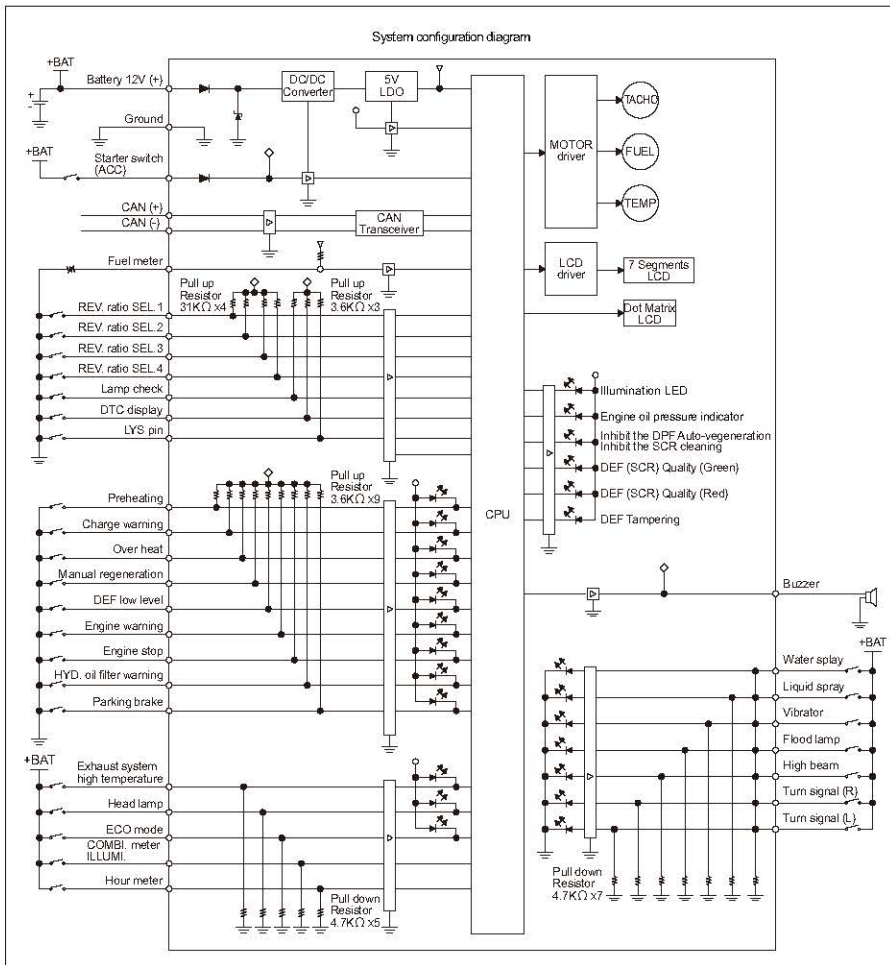 System configuration diagram
+BAT
Battery 12V (+)
+
-
Ground
+BAT
Starter switch
(ACC)
CAN (+)
CAN (-)
Fuel meter
DC/DC
Converter
5V
LDO
CAN
Transceiver
Pull up
Resistor
31KΩ x4
Pull up
Resistor
3.6KΩ x3
REV. ratio SEL.1
REV. ratio SEL.2
REV. ratio SEL.3
REV. ratio SEL.4
Lamp check
DTC display
LYS pin
Pull up
Resistor
3.6KΩ x9
Preheating
Charge warning
Over heat
Manual regeneration
DEF low level
Engine warning
Engine stop
HYD. oil filter warning
Parking brake
+BAT
Exhaust system
high temperature
Head lamp
ECO mode
COMBI. meter
ILLUMI.
Hour meter
Pull down
Resistor
4.7KΩ x5
CPU
MOTOR
driver
TACHO
FUEL
TEMP
LCD
driver
7 Segments
LCD
Dot Matrix
LCD
Illumination LED
Engine oil pressure indicator
Inhibit the DPF Auto-vegeneration
Inhibit the SCR cleaning
DEF (SCR) Quality (Green)
DEF (SCR) Quality (Red)
DEF Tampering
Buzzer
+BAT
Water splay
Liquid spray
Vibrator
Flood lamp
High beam
Turn signal (R)
Turn signal (L)
Pull down
Resistor
4.7KΩ x7